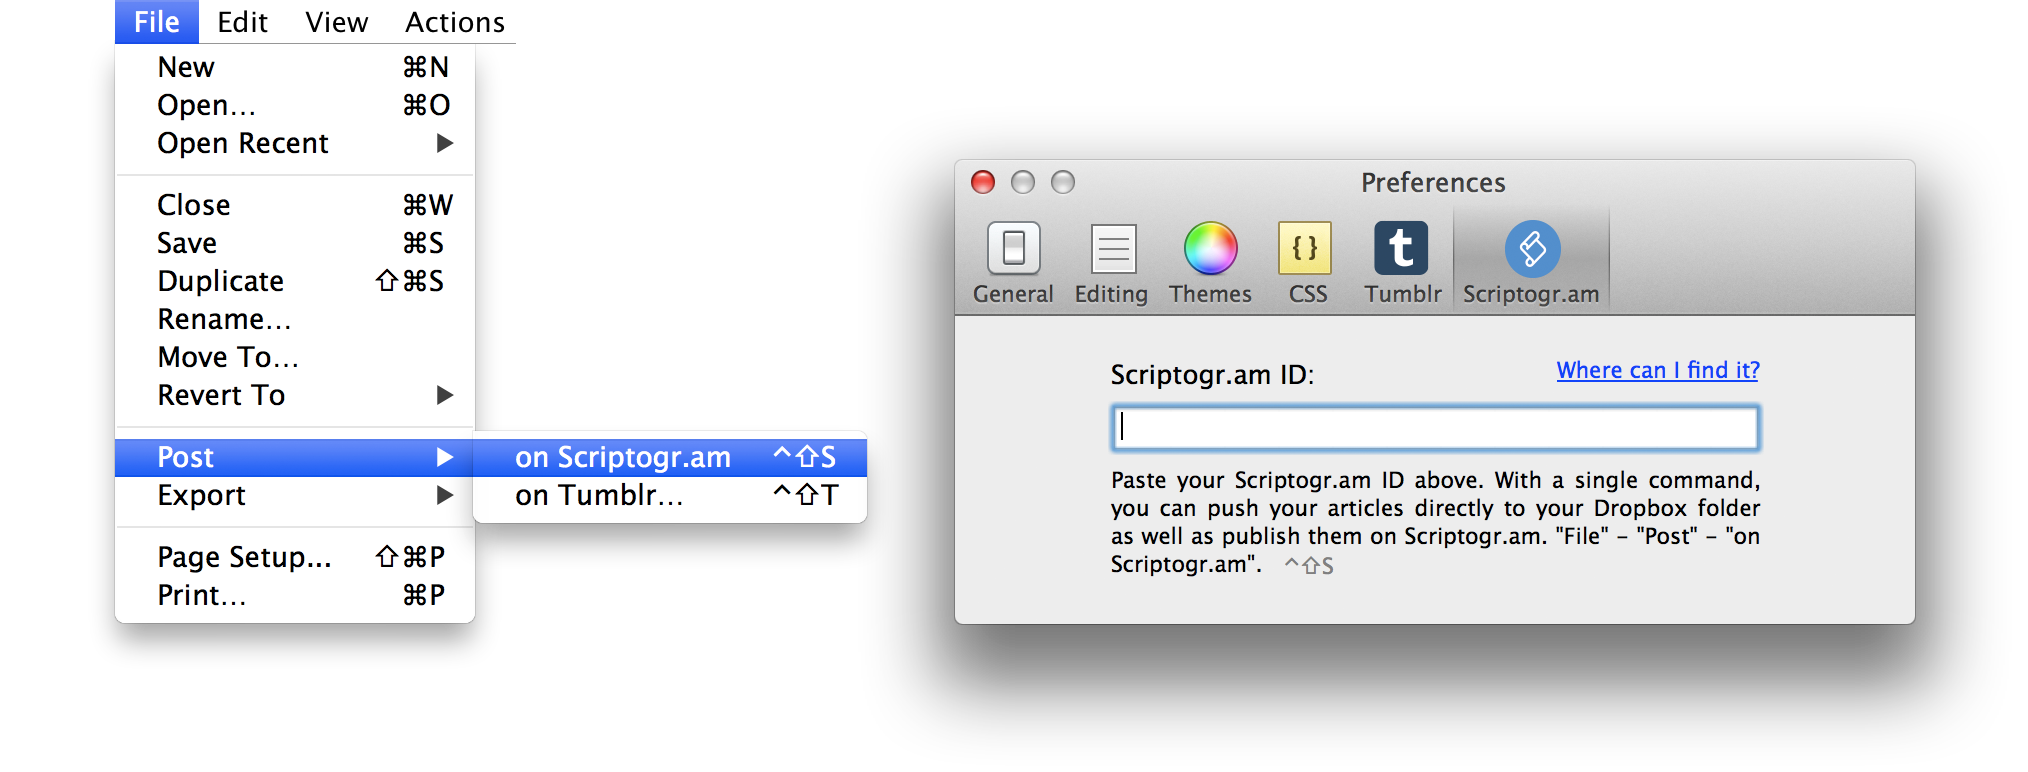 File Edit View Actions
New ⌘N
Open... ⌘O
Open Recent ▶
Close ⌘W
Save ⌘S
Duplicate ⇧⌘S
Rename...
Move To...
Revert To ▶
Post ▶
on Scriptogr.am ^⇧S
Export ▶
on Tumblr... ^⇧T
Page Setup... ⇧⌘P
Print... ⌘P
Preferences
General Editing Themes CSS Tumblr Scriptogr.am
Scriptogr.am ID: Where can I find it?
Paste your Scriptogr.am ID above. With a single command,
you can push your articles directly to your Dropbox folder
as well as publish them on Scriptogr.am. "File" - "Post" - "on
Scriptogr.am". ^⇧S